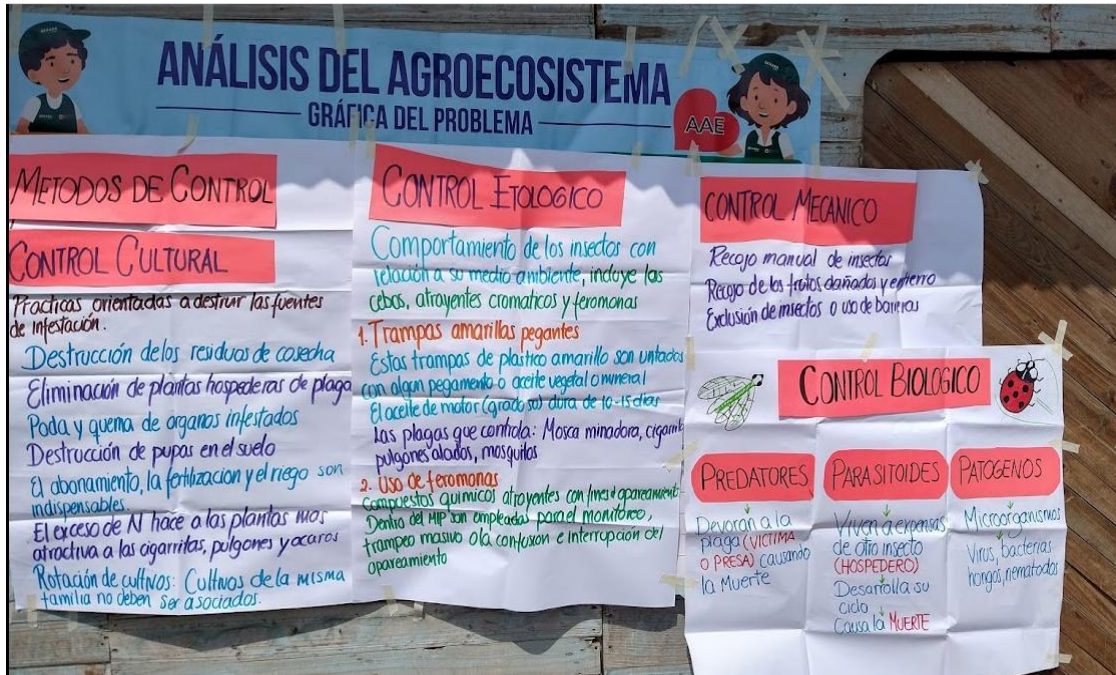 ANÁLISIS DEL AGROECOSISTEMA
GRÁFICA DEL PROBLEMA
AAE
METODOS DE CONTROL
CONTROL CULTURAL
Practicas orientadas a destruir las fuentes
de infestación.
Destrucción de los residuos de cosecha
Eliminación de plantas hospederas de plaga
Poda y quema de organos infestados
Destrucción de pupas en el suelo
El abonamiento, la fertilización y el riego son
indispensables.
El exceso de N hace a las plantas mas
atractiva a las cigarritas, pulgones y acaros
Rotación de cultivos: Cultivos de la misma
familia no deben ser asociados.
CONTROL ETOLOGICO
Comportamiento de los insectos con
relación a su medio ambiente, incluye las
cebos, atrayentes cromaticos y feromonas
1. Trampas amarillas pegantes
Estas trampas de plastico amarillo son untados
con algun pegamento o aceite vegetal o mineral
El aceite de motor (grado 50) dura de 10-15 dias
Las plagas que controla: Mosca minadora,
pulgones alados, mosquitos
2. Uso de feromonas
Compuestos quimicos atrayentes con fines apareamiento
Dentro del MIP son empleadas para el monitoreo,
trampeo masivo o la confusión e interrupción del
apareamiento
CONTROL MECANICO
Recojo manual de insectos
Recojo de los frutos dañados y entierro
Exclusión de insectos o uso de barreras
CONTROL BIOLOGICO
PREDATORES
Devoran a la
plaga (VICTIMA
O PRESA) causando
la Muerte
PARASITOIDES
Viven a expensas
de otro insecto
(HOSPEDERO)
Desarrolla su
ciclo
Causa la MUERTE
PATOGENOS
Microorganismos
Virus, bacterias
hongos, nematodos